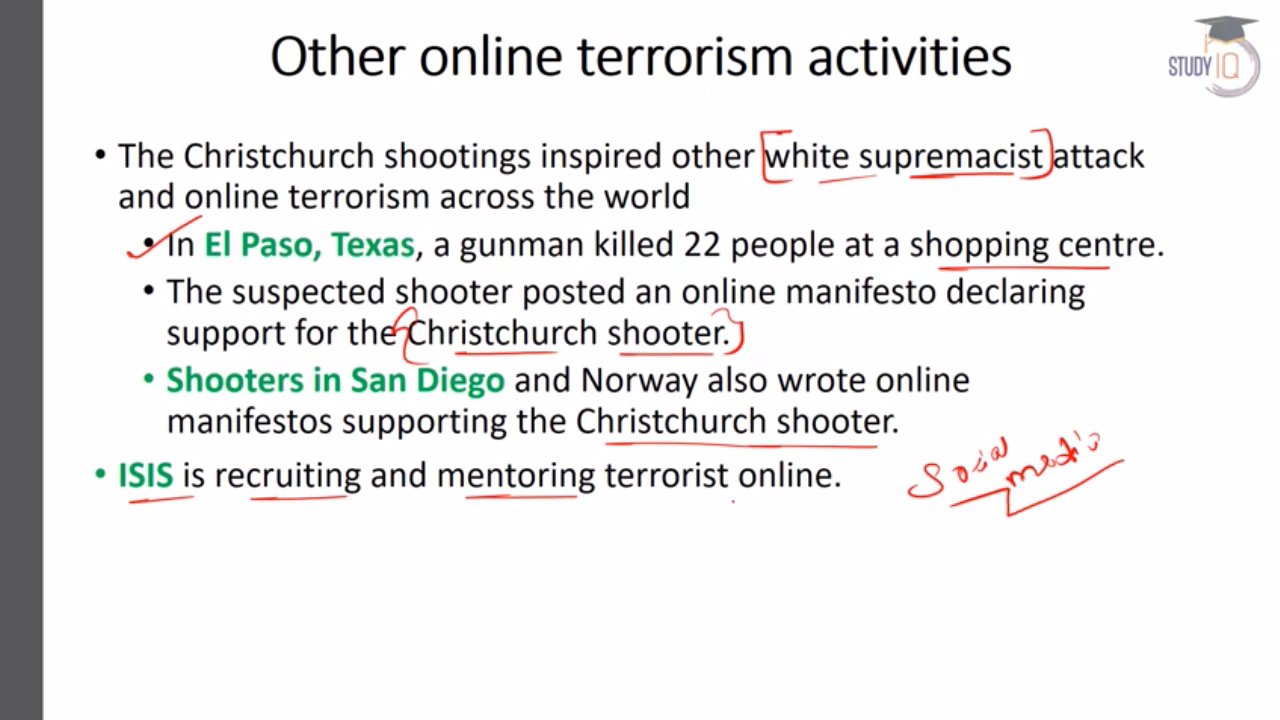 Other online terrorism activities
STUDY IQ
• The Christchurch shootings inspired other white supremacist attack
and online terrorism across the world
• In El Paso, Texas, a gunman killed 22 people at a shopping centre.
• The suspected shooter posted an online manifesto declaring
support for the Christchurch shooter.
• Shooters in San Diego and Norway also wrote online
manifestos supporting the Christchurch shooter.
• ISIS is recruiting and mentoring terrorist online.
Social
media